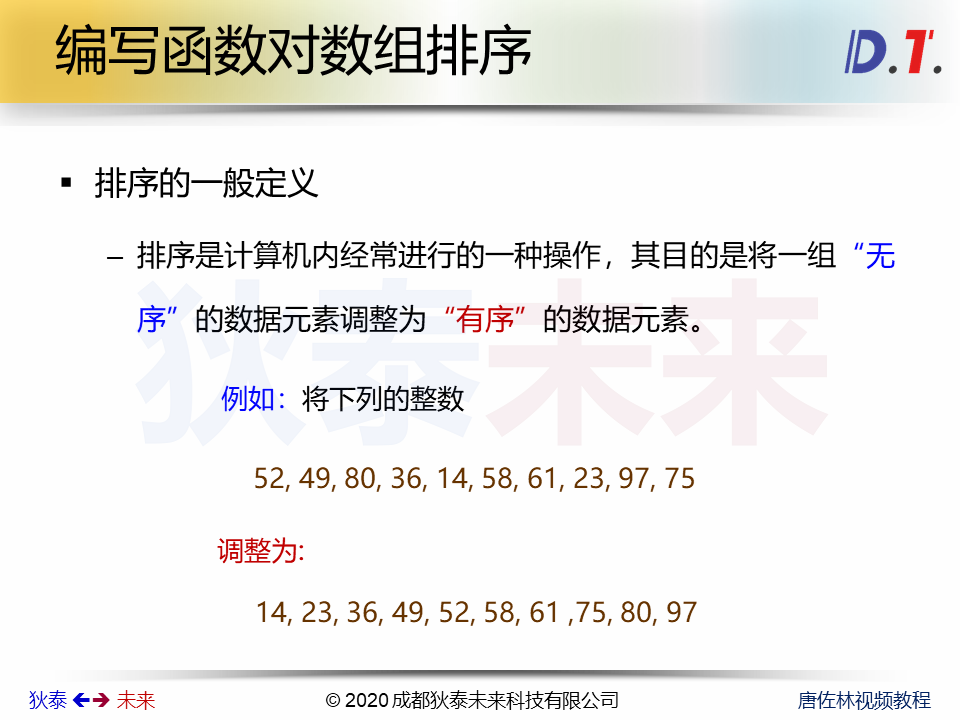 编写函数对数组排序
D.T.
▪ 排序的一般定义
– 排序是计算机内经常进行的一种操作，其目的是将一组“无
序”的数据元素调整为“有序”的数据元素。
狄泰未来
例如：将下列的整数
52, 49, 80, 36, 14, 58, 61, 23, 97, 75
调整为:
14, 23, 36, 49, 52, 58, 61 ,75, 80, 97
狄泰 未来
© 2020 成都狄泰未来科技有限公司
唐佐林视频教程